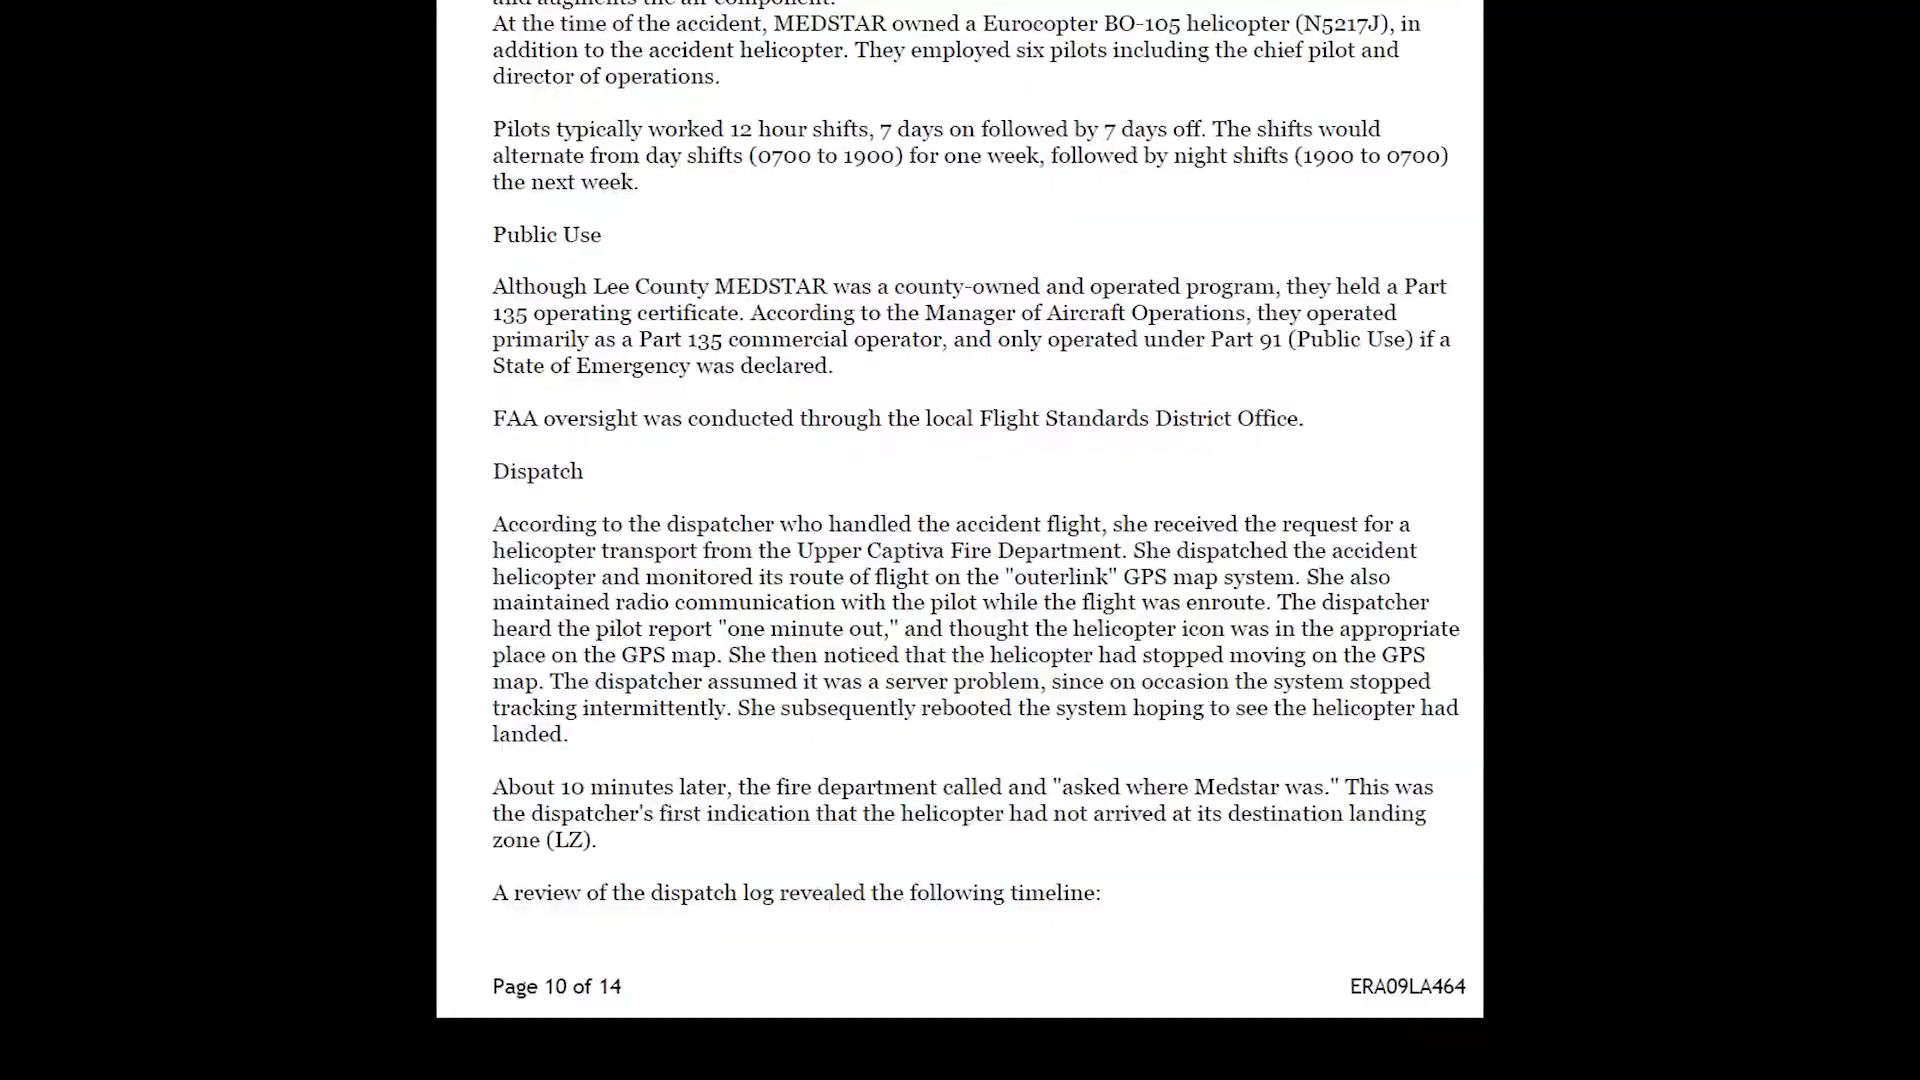 and augments the air component.
At the time of the accident, MEDSTAR owned a Eurocopter BO-105 helicopter (N5217J), in
addition to the accident helicopter. They employed six pilots including the chief pilot and
director of operations.
Pilots typically worked 12 hour shifts, 7 days on followed by 7 days off. The shifts would
alternate from day shifts (0700 to 1900) for one week, followed by night shifts (1900 to 0700)
the next week.
Public Use
Although Lee County MEDSTAR was a county-owned and operated program, they held a Part
135 operating certificate. According to the Manager of Aircraft Operations, they operated
primarily as a Part 135 commercial operator, and only operated under Part 91 (Public Use) if a
State of Emergency was declared.
FAA oversight was conducted through the local Flight Standards District Office.
Dispatch
According to the dispatcher who handled the accident flight, she received the request for a
helicopter transport from the Upper Captiva Fire Department. She dispatched the accident
helicopter and monitored its route of flight on the "outerlink" GPS map system. She also
maintained radio communication with the pilot while the flight was enroute. The dispatcher
heard the pilot report "one minute out," and thought the helicopter icon was in the appropriate
place on the GPS map. She then noticed that the helicopter had stopped moving on the GPS
map. The dispatcher assumed it was a server problem, since on occasion the system stopped
tracking intermittently. She subsequently rebooted the system hoping to see the helicopter had
landed.
About 10 minutes later, the fire department called and "asked where Medstar was." This was
the dispatcher's first indication that the helicopter had not arrived at its destination landing
zone (LZ).
A review of the dispatch log revealed the following timeline:
Page 10 of 14
ERA09LA464